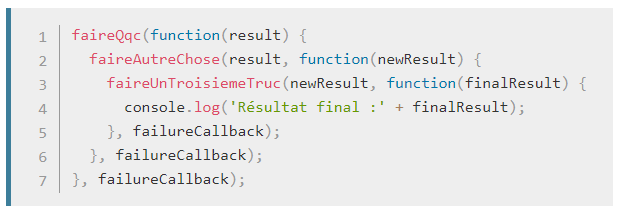 1 faireQqc(function(result) {
2   faireAutreChose(result, function(newResult) {
3     faireUnTroisiemeTruc(newResult, function(finalResult) {
4       console.log('Résultat final :' + finalResult);
5     }, failureCallback);
6   }, failureCallback);
7 }, failureCallback);